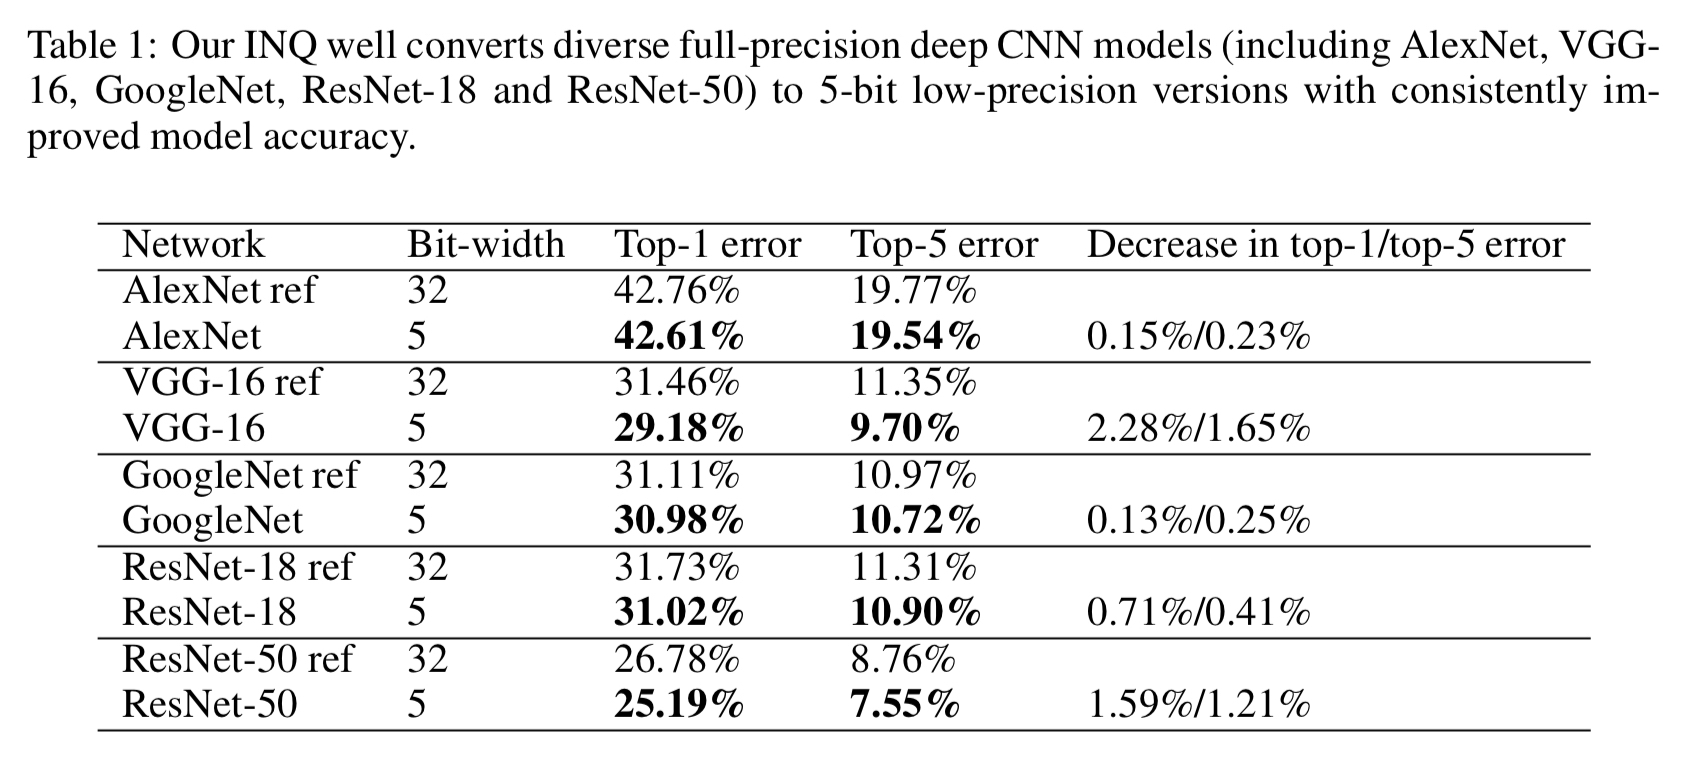 Table 1: Our INQ well converts diverse full-precision deep CNN models (including AlexNet, VGG-
16, GoogleNet, ResNet-18 and ResNet-50) to 5-bit low-precision versions with consistently im-
proved model accuracy.
Network Bit-width Top-1 error Top-5 error Decrease in top-1/top-5 error
AlexNet ref 32 42.76% 19.77%
AlexNet 5 42.61% 19.54% 0.15%/0.23%
VGG-16 ref 32 31.46% 11.35%
VGG-16 5 29.18% 9.70% 2.28%/1.65%
GoogleNet ref 32 31.11% 10.97%
GoogleNet 5 30.98% 10.72% 0.13%/0.25%
ResNet-18 ref 32 31.73% 11.31%
ResNet-18 5 31.02% 10.90% 0.71%/0.41%
ResNet-50 ref 32 26.78% 8.76%
ResNet-50 5 25.19% 7.55% 1.59%/1.21%